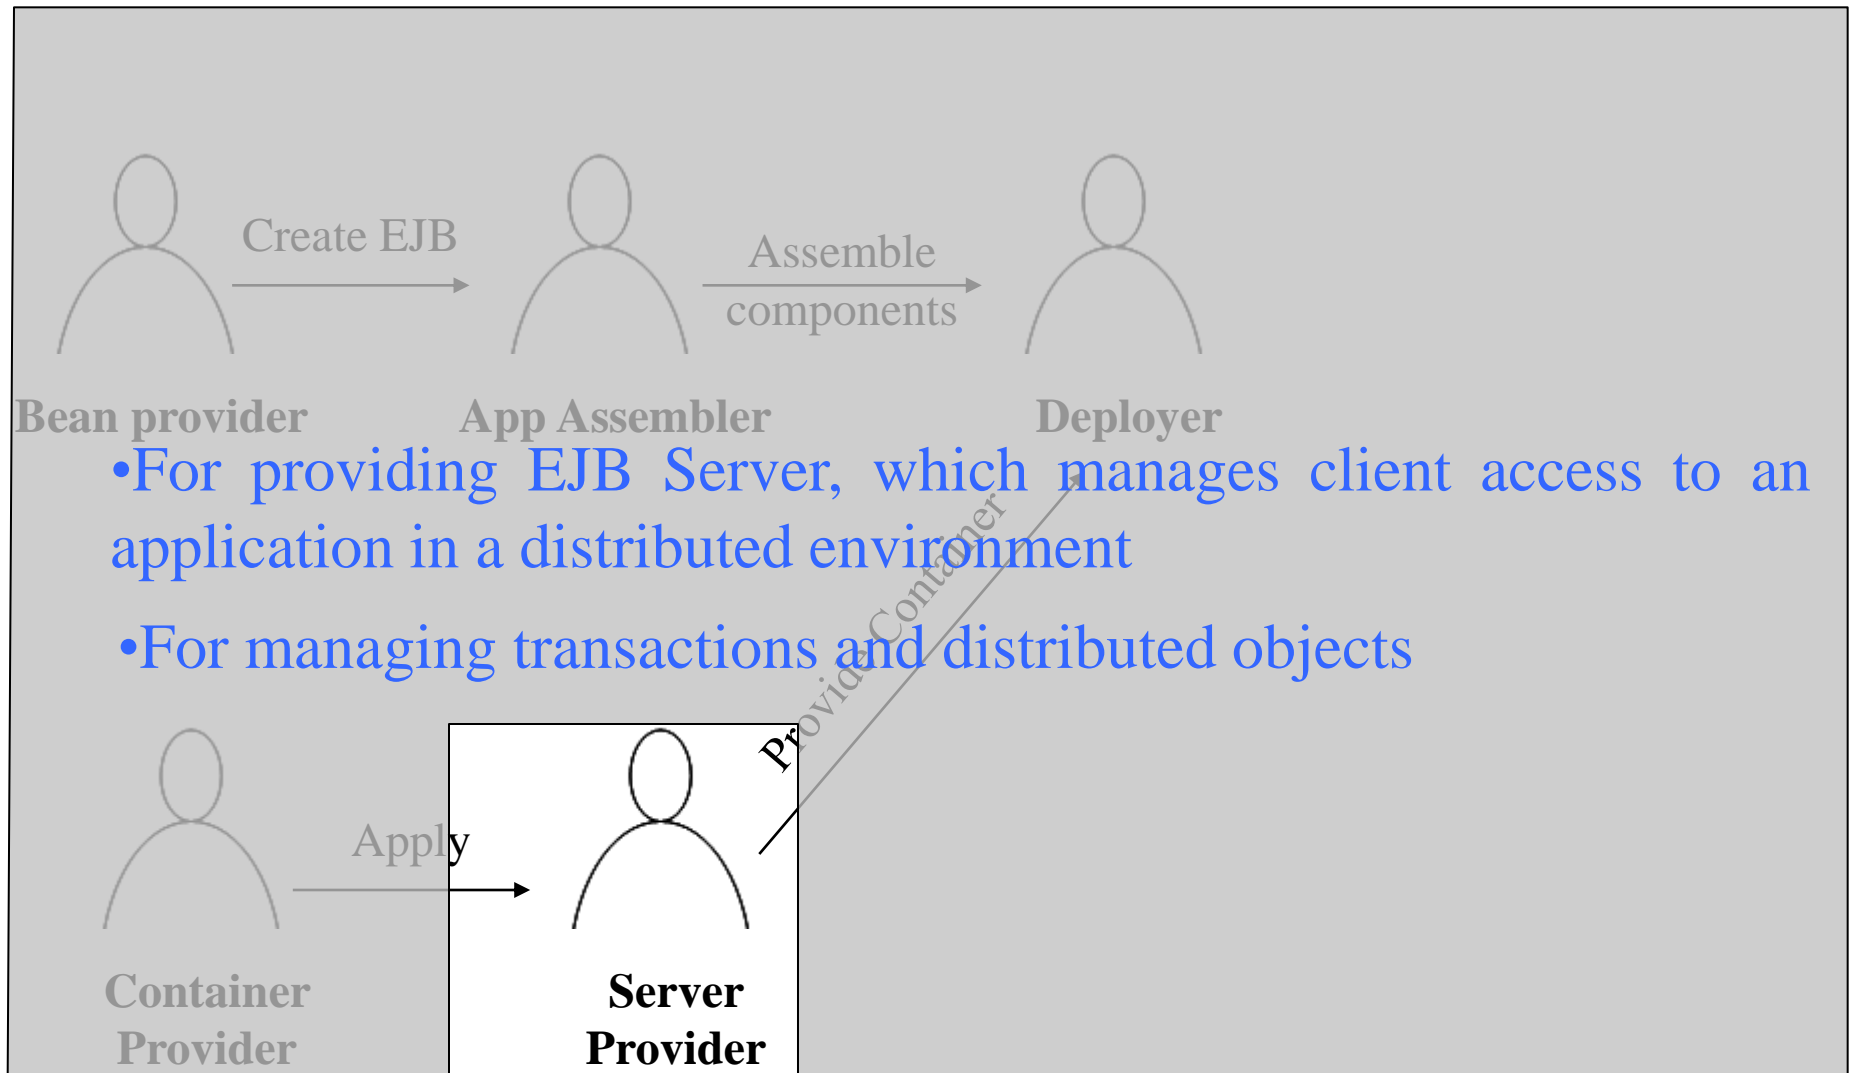 Create EJB
Assemble
components
Bean provider
App Assembler
Deployer
•For providing EJB Server, which manages client access to an
application in a distributed environment
•For managing transactions and distributed objects
Provide Container
Apply
Container
Provider
Server
Provider